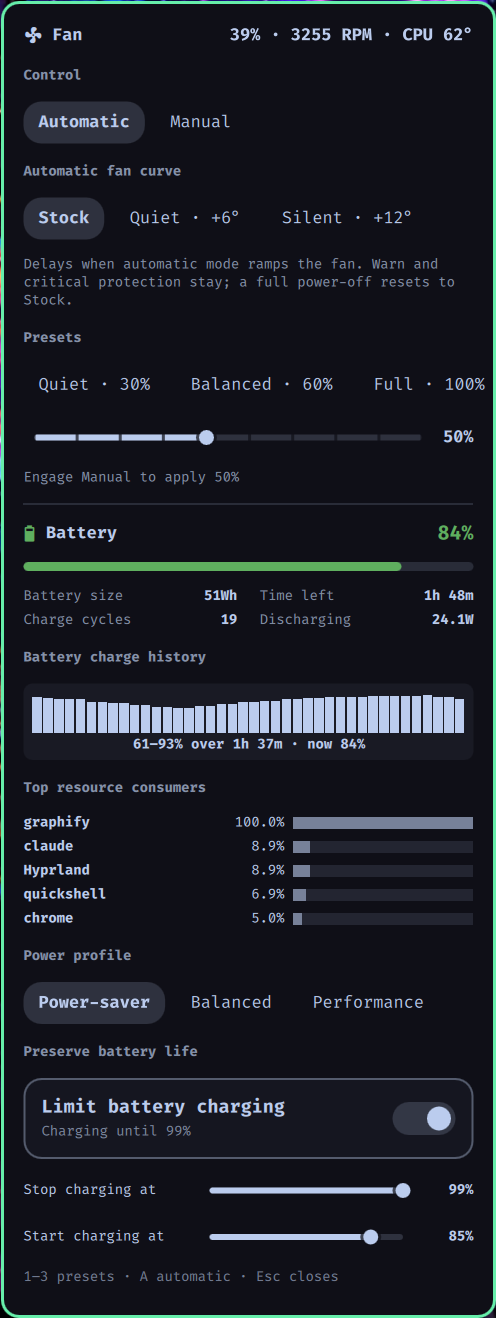 Fan 39% · 3255 RPM · CPU 62°
Control
Automatic Manual
Automatic fan curve
Stock Quiet · +6° Silent · +12°
Delays when automatic mode ramps the fan. Warn and
critical protection stay; a full power-off resets to
Stock.
Presets
Quiet · 30% Balanced · 60% Full · 100%
50%
Engage Manual to apply 50%
Battery 84%
Battery size 51Wh Time left 1h 48m
Charge cycles 19 Discharging 24.1W
Battery charge history
61–93% over 1h 37m · now 84%
Top resource consumers
graphify 100.0%
claude 8.9%
Hyprland 8.9%
quickshell 6.9%
chrome 5.0%
Power profile
Power-saver Balanced Performance
Preserve battery life
Limit battery charging
Charging until 99%
Stop charging at 99%
Start charging at 85%
1–3 presets · A automatic · Esc closes